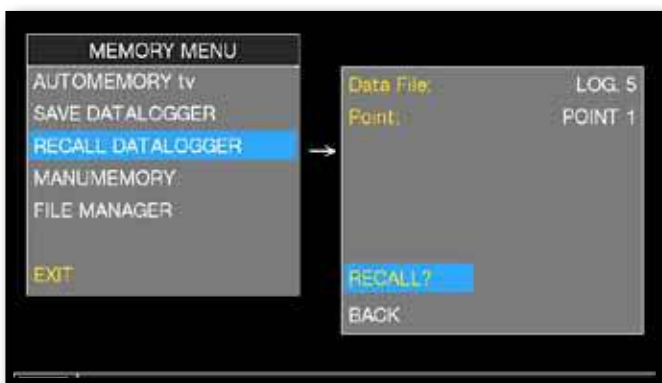 MEMORY MENU
AUTOMEMORY tv
SAVE DATALOGGER
RECALL DATALOGGER
MANUMEMORY
FILE MANAGER
EXIT
→
Data File: LOG. 5
Point: POINT 1
RECALL?
BACK